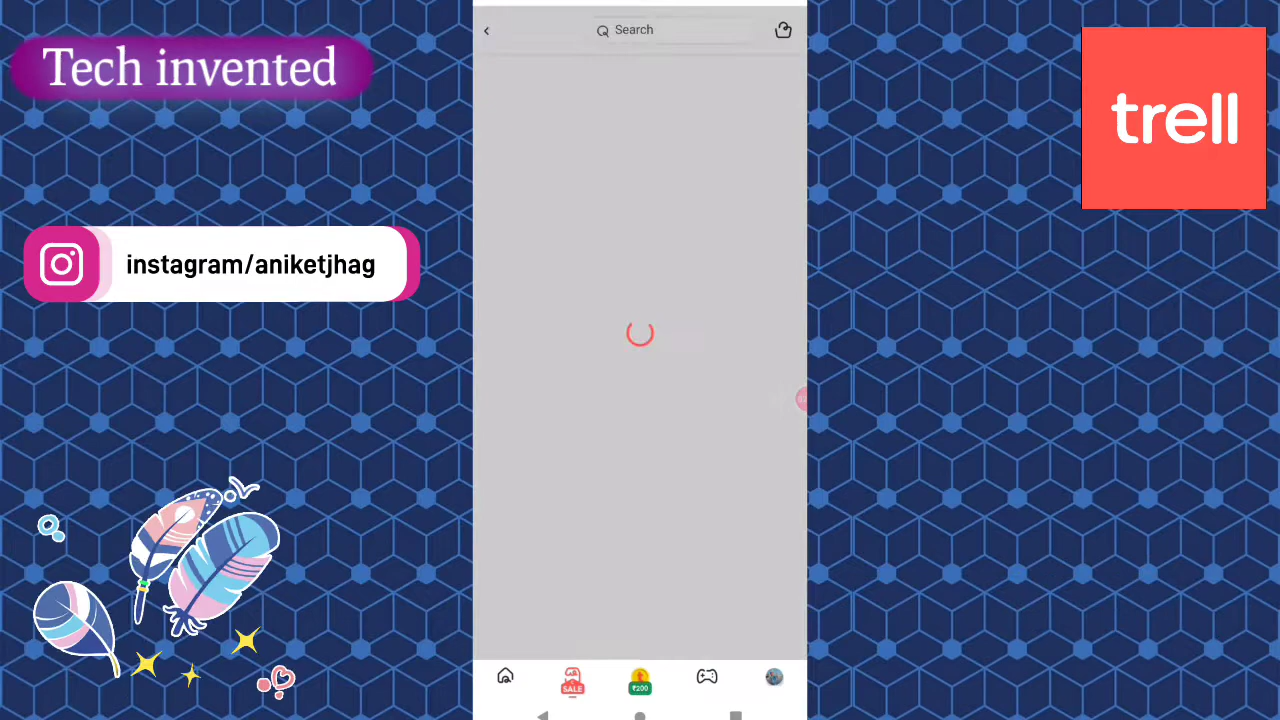 Tech invented
Search
trell
instagram/aniketjhag
SALE
₹200